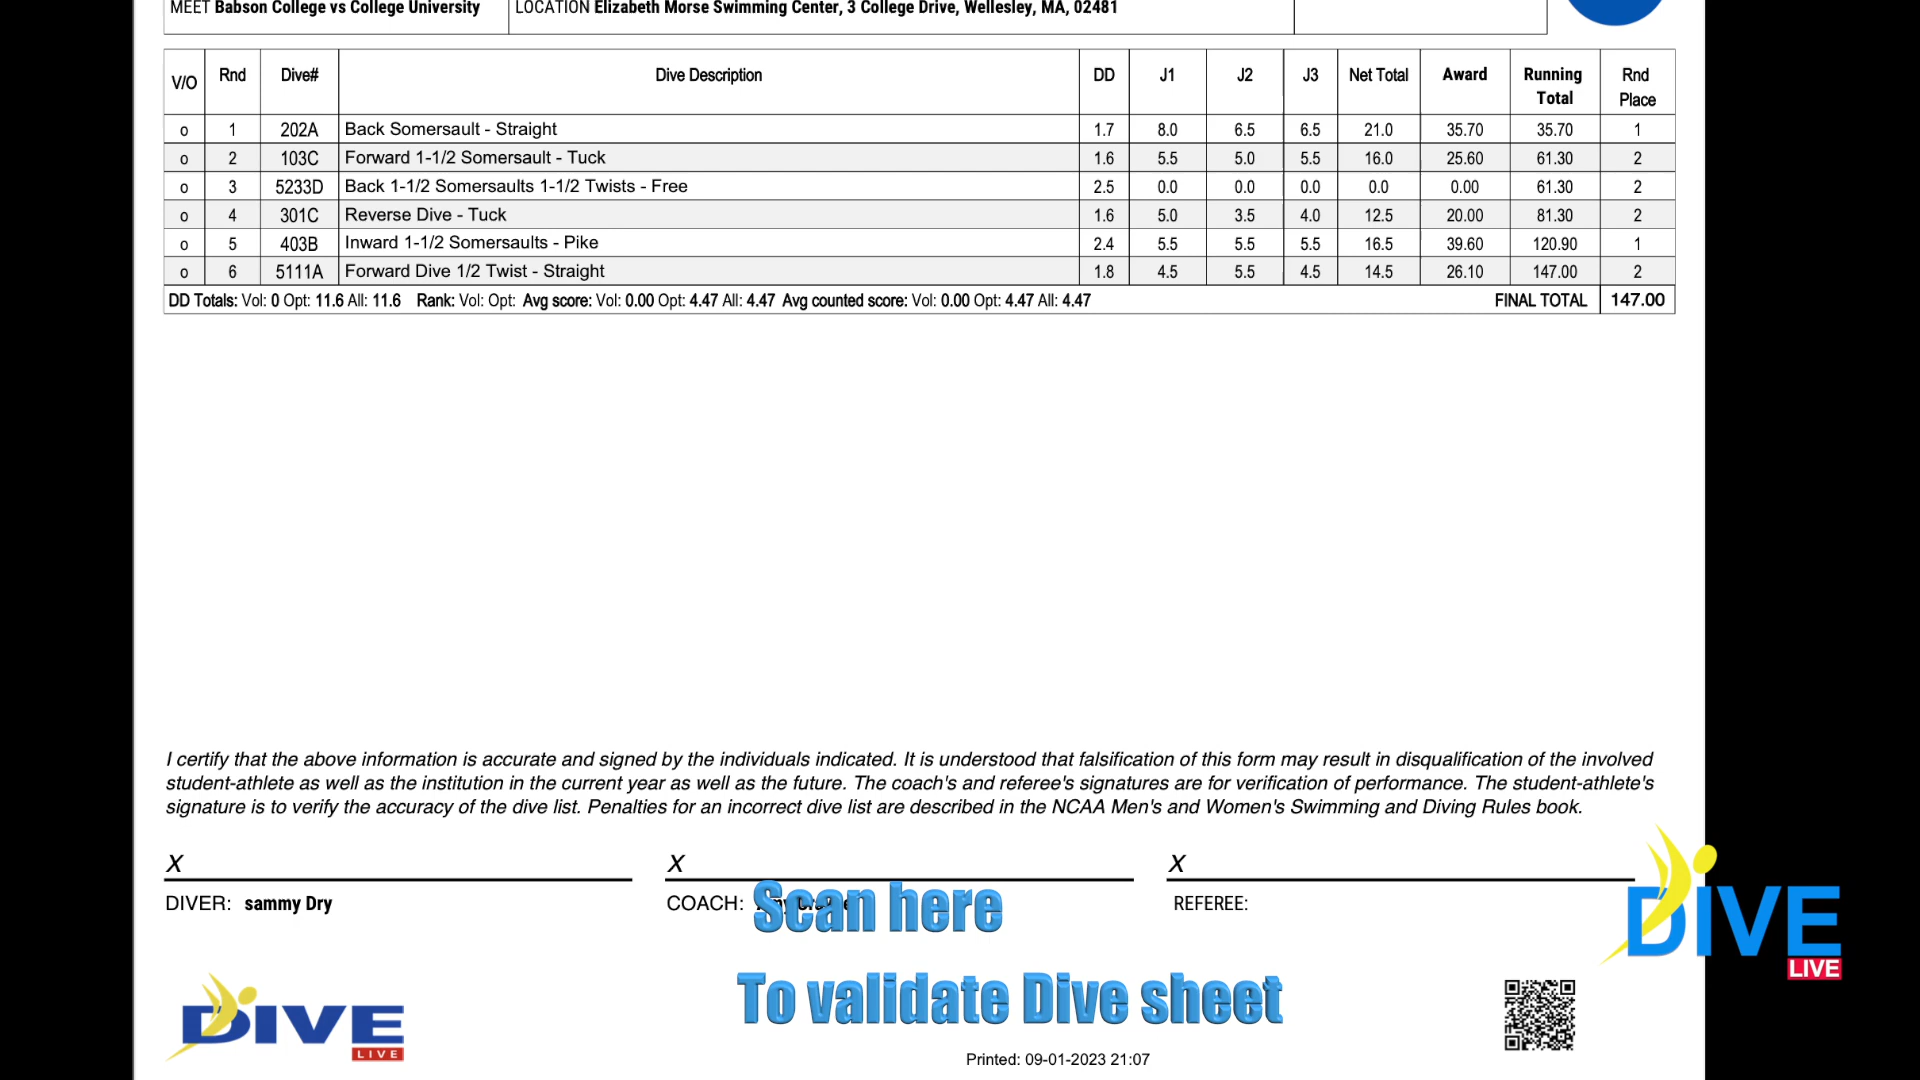 MEET Babson College vs College University LOCATION Elizabeth Morse Swimming Center, 3 College Drive, Wellesley, MA, 02481
V/O Rnd Dive# Dive Description DD J1 J2 J3 Net Total Award Running Total Rnd Place
o 1 202A Back Somersault - Straight 1.7 8.0 6.5 6.5 21.0 35.70 35.70 1
o 2 103C Forward 1-1/2 Somersault - Tuck 1.6 5.5 5.0 5.5 16.0 25.60 61.30 2
o 3 5233D Back 1-1/2 Somersaults 1-1/2 Twists - Free 2.5 0.0 0.0 0.0 0.0 0.00 61.30 2
o 4 301C Reverse Dive - Tuck 1.6 5.0 3.5 4.0 12.5 20.00 81.30 2
o 5 403B Inward 1-1/2 Somersaults - Pike 2.4 5.5 5.5 5.5 16.5 39.60 120.90 1
o 6 5111A Forward Dive 1/2 Twist - Straight 1.8 4.5 5.5 4.5 14.5 26.10 147.00 2
DD Totals: Vol: 0 Opt: 11.6 All: 11.6 Rank: Vol: Opt: Avg score: Vol: 0.00 Opt: 4.47 All: 4.47 Avg counted score: Vol: 0.00 Opt: 4.47 All: 4.47 FINAL TOTAL 147.00
I certify that the above information is accurate and signed by the individuals indicated. It is understood that falsification of this form may result in disqualification of the involved
student-athlete as well as the institution in the current year as well as the future. The coach's and referee's signatures are for verification of performance. The student-athlete's
signature is to verify the accuracy of the dive list. Penalties for an incorrect dive list are described in the NCAA Men's and Women's Swimming and Diving Rules book.
X X X
DIVER: sammy Dry COACH: REFEREE:
Scan here
To validate Dive sheet
DIVE
LIVE
DIVE
LIVE
Printed: 09-01-2023 21:07